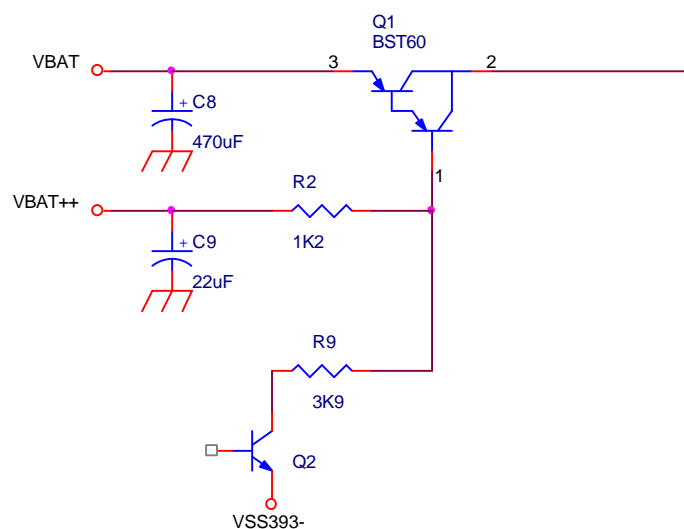 Q1
BST60
VBAT
3
2
+
C8
470uF
1
VBAT++
R2
1K2
+
C9
22uF
R9
3K9
Q2
VSS393-